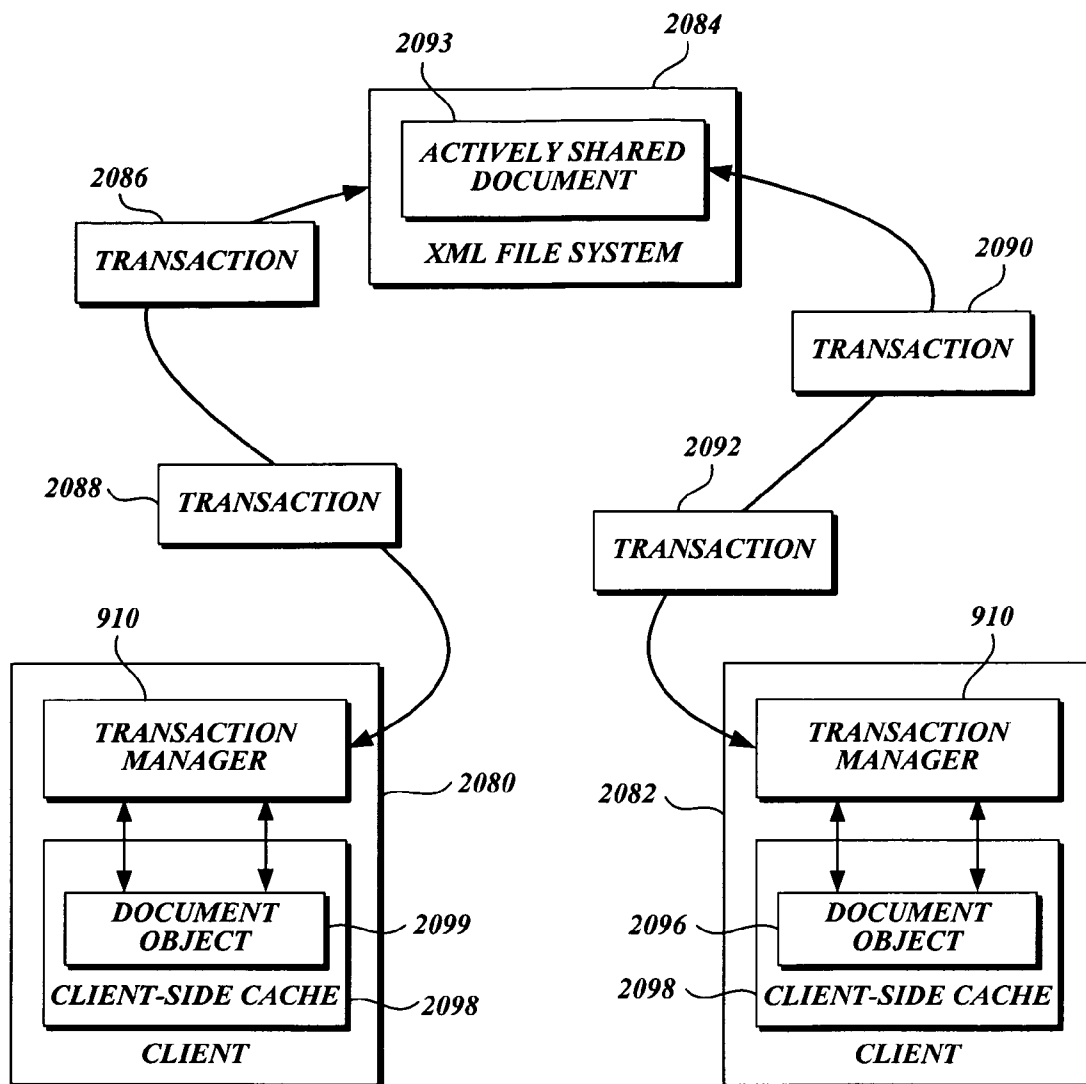 2093
2084
ACTIVELY SHARED
DOCUMENT
XML FILE SYSTEM
2086
TRANSACTION
2090
TRANSACTION
2088
TRANSACTION
2092
TRANSACTION
910
TRANSACTION
MANAGER
2080
DOCUMENT
OBJECT
2099
CLIENT-SIDE CACHE
2098
CLIENT
910
TRANSACTION
MANAGER
2082
DOCUMENT
OBJECT
2096
CLIENT-SIDE CACHE
2098
CLIENT